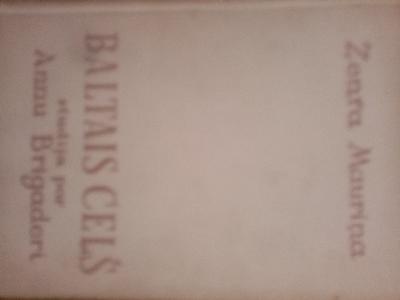 Zenta Mauriņa
BALTAIS CEĻŠ
studija par
Annu Brigaderi